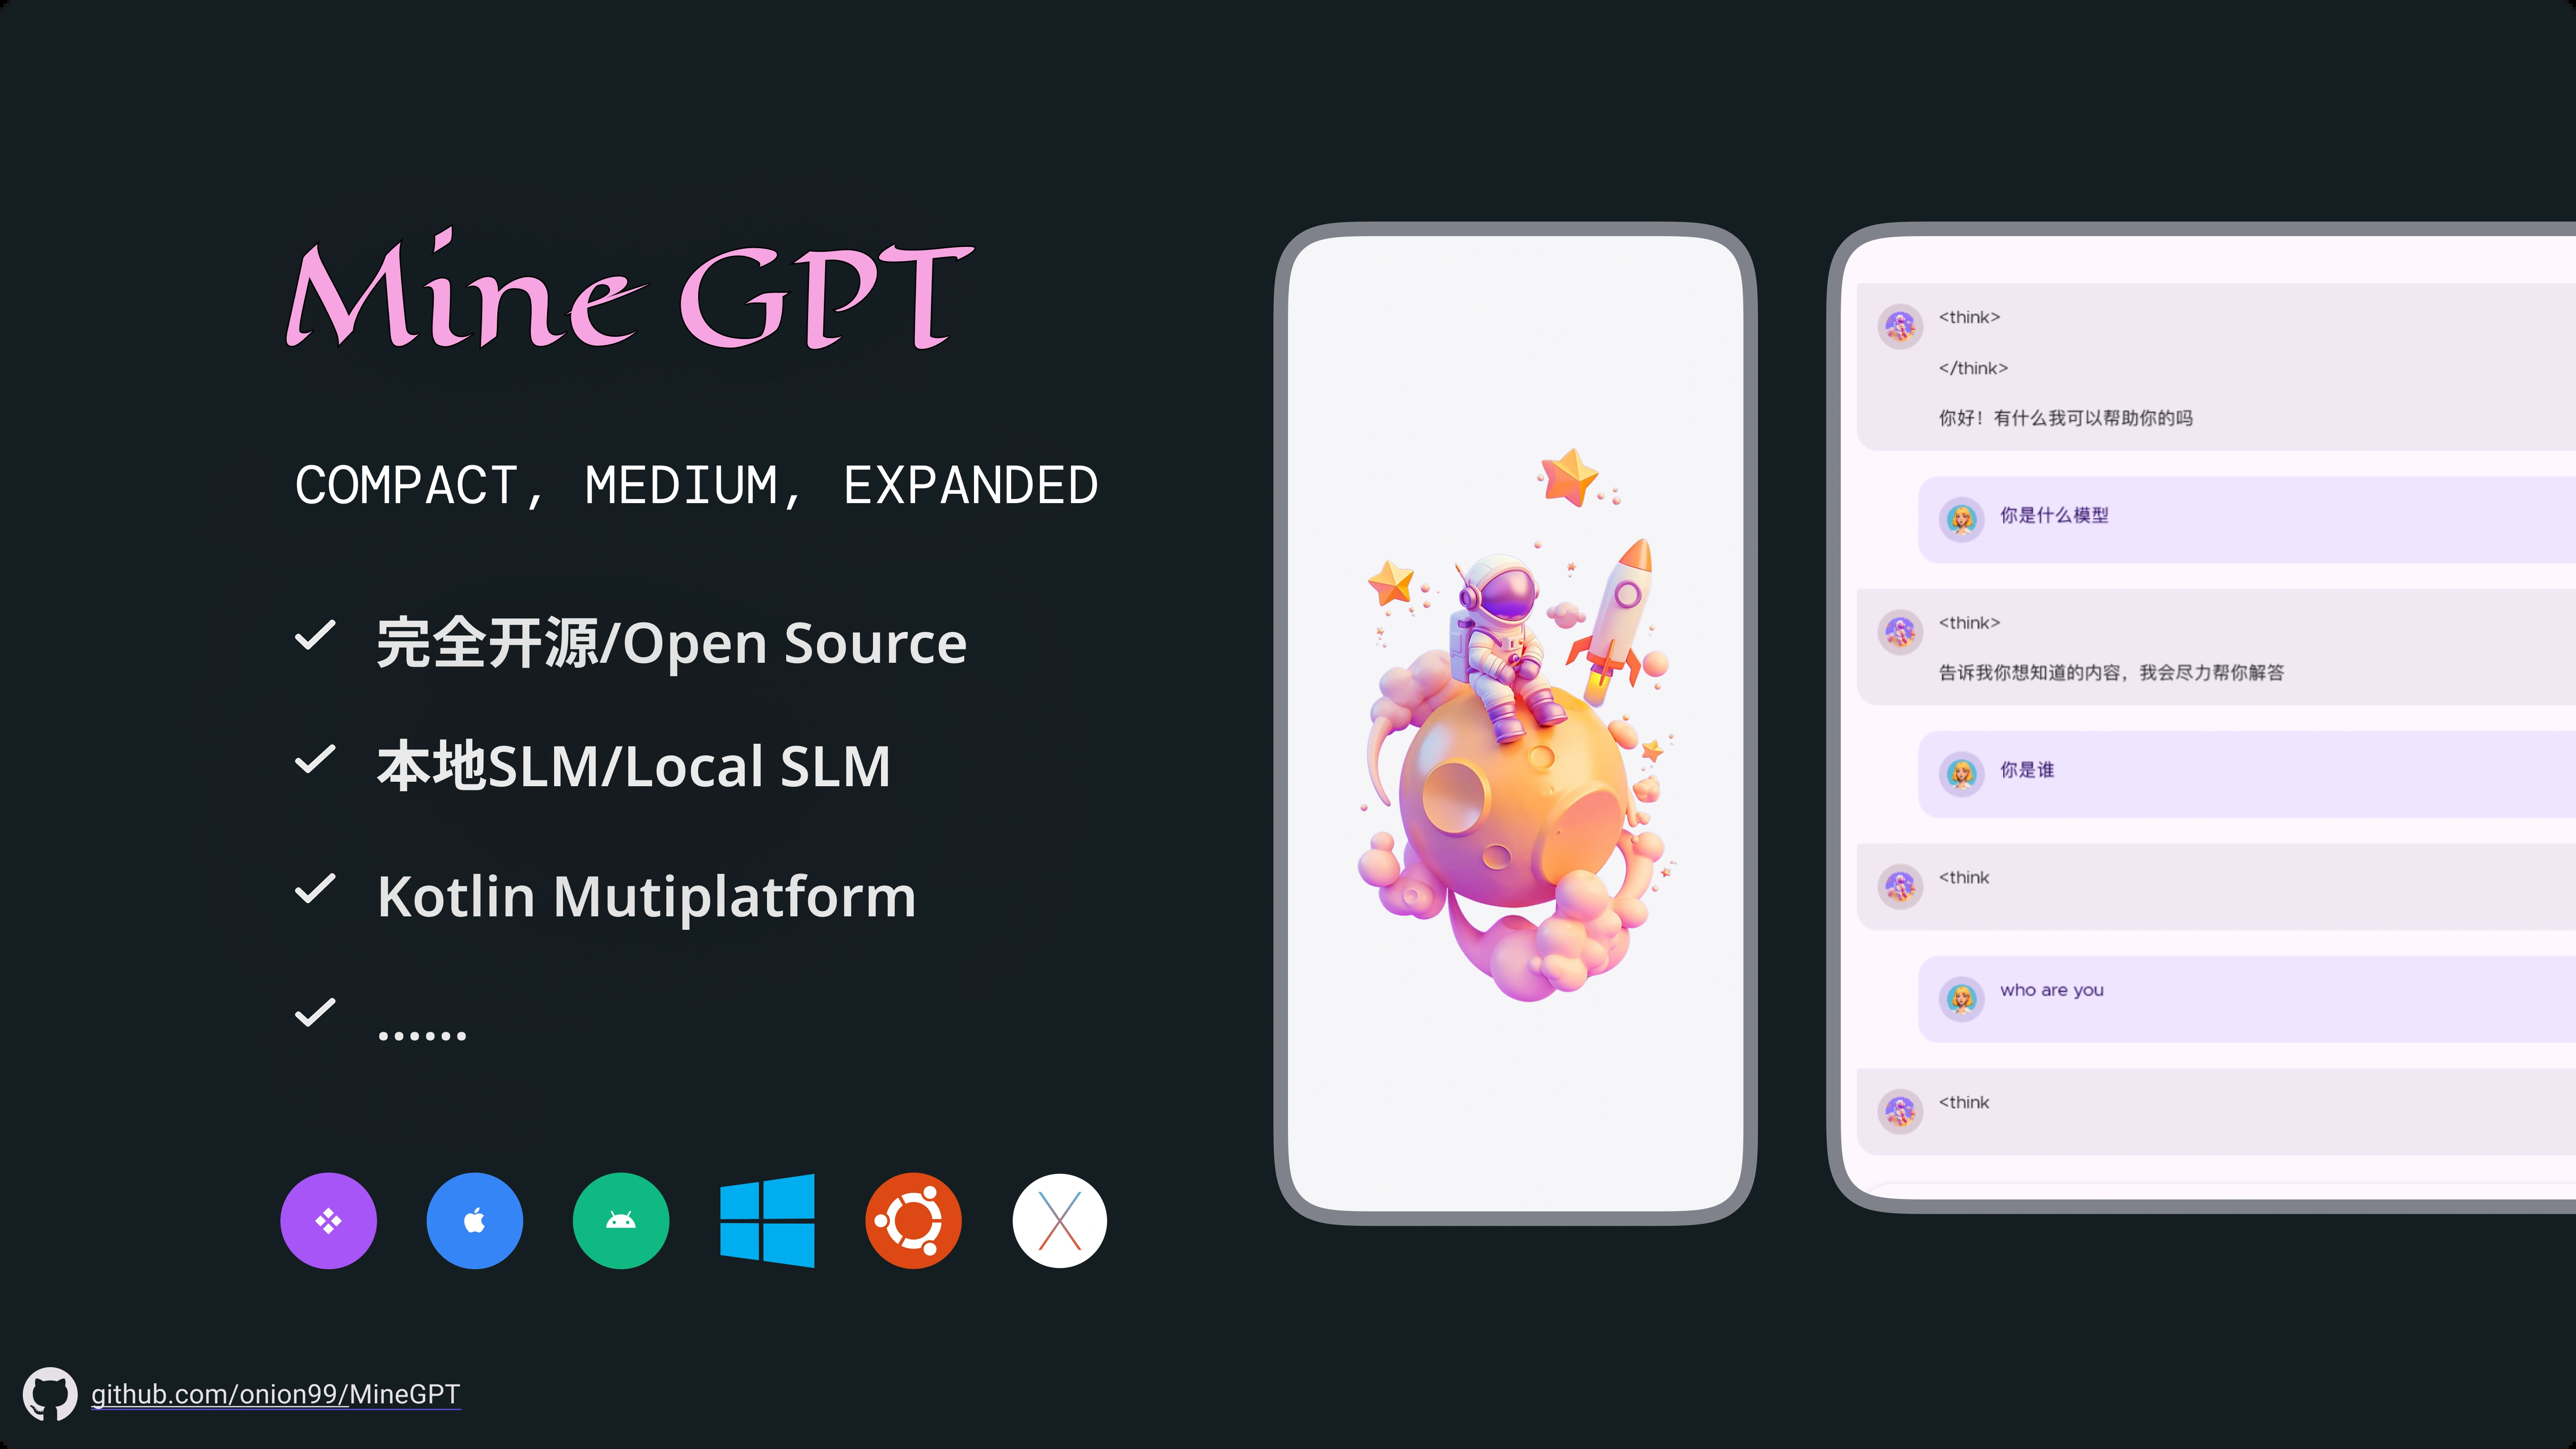 Mine GPT
COMPACT, MEDIUM, EXPANDED
完全开源/Open Source
本地SLM/Local SLM
Kotlin Mutiplatform
......
github.com/onion99/MineGPT
<think>
</think>
你好！有什么我可以帮助你的吗
你是什么模型
<think>
告诉我你想知道的内容，我会尽力帮你解答
你是谁
<think
who are you
<think